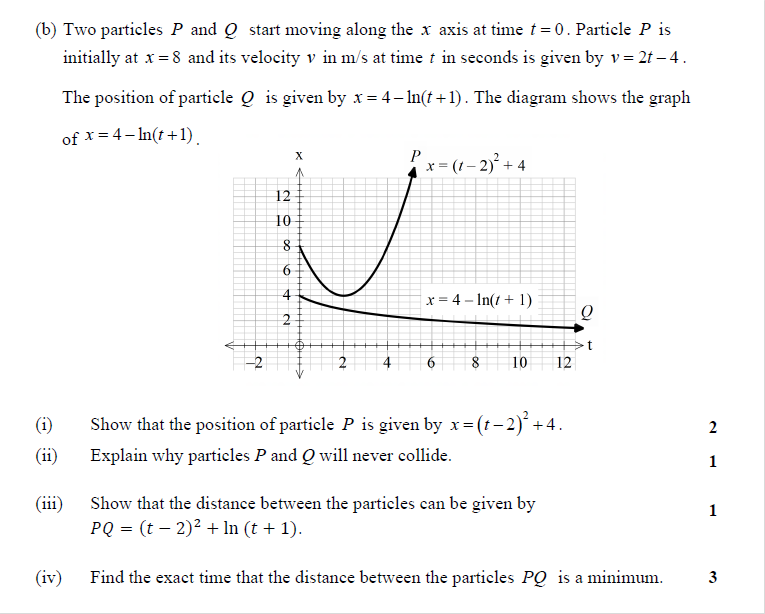 (b) Two particles P and Q start moving along the x axis at time t = 0. Particle P is
initially at x = 8 and its velocity v in m/s at time t in seconds is given by v = 2t − 4.
The position of particle Q is given by x = 4 − ln(t + 1). The diagram shows the graph
of x = 4 − ln(t + 1).
x
P
x = (t − 2)² + 4
12
10
8
6
4
x = 4 − ln(t + 1)
2
Q
t
−2 2 4 6 8 10 12
(i) Show that the position of particle P is given by x = (t − 2)² + 4. 2
(ii) Explain why particles P and Q will never collide. 1
(iii) Show that the distance between the particles can be given by 1
PQ = (t − 2)² + ln (t + 1).
(iv) Find the exact time that the distance between the particles PQ is a minimum. 3